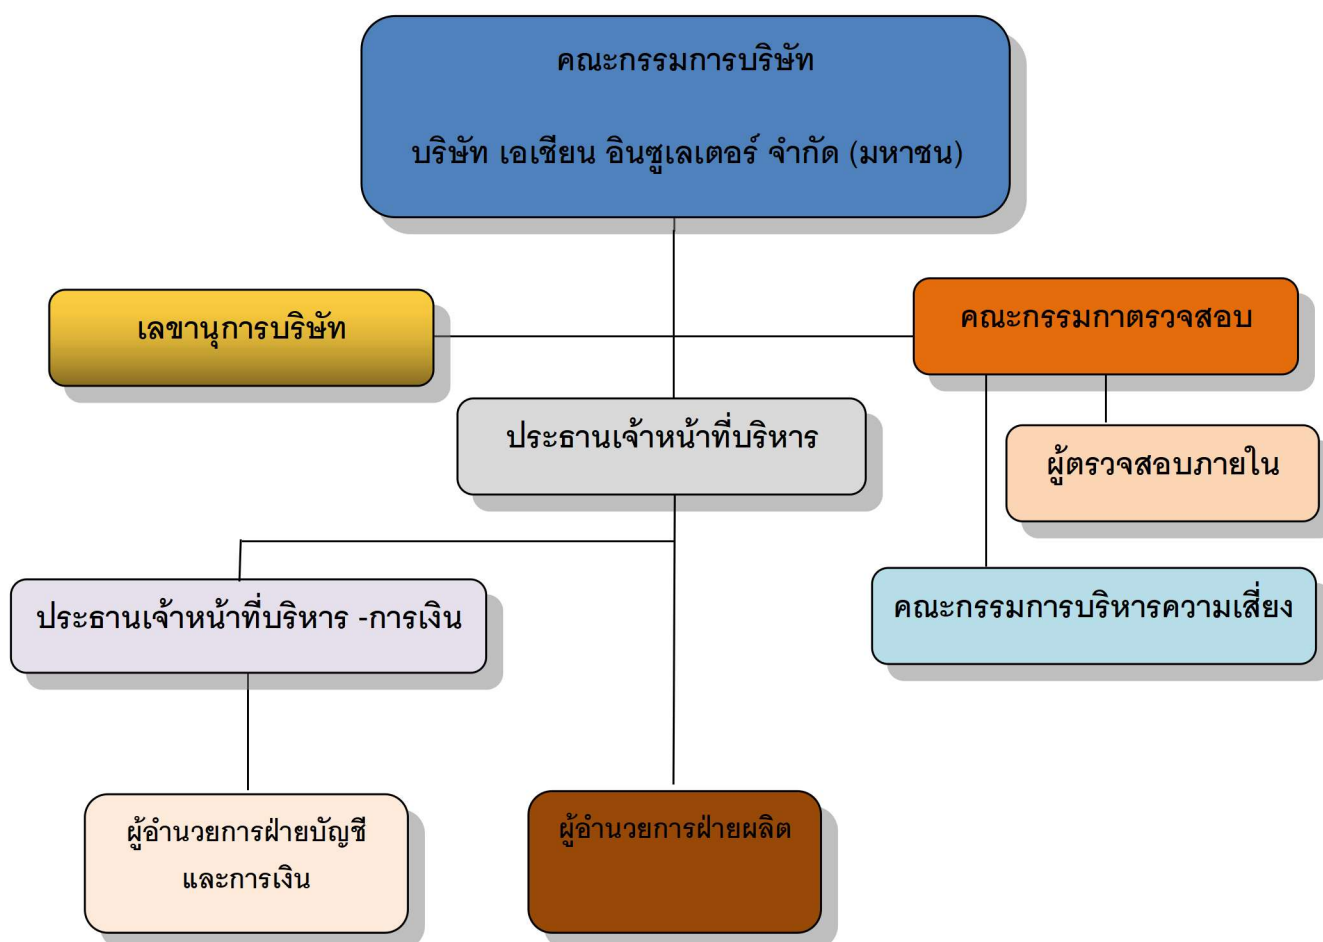 คณะกรรมการบริษัท
บริษัท เอเชียน อินซูเลเตอร์ จำกัด (มหาชน)
เลขานุการบริษัท
คณะกรรมกาตรวจสอบ
ประธานเจ้าหน้าที่บริหาร
ผู้ตรวจสอบภายใน
ประธานเจ้าหน้าที่บริหาร -การเงิน
คณะกรรมการบริหารความเสี่ยง
ผู้อำนวยการฝ่ายบัญชี
และการเงิน
ผู้อำนวยการฝ่ายผลิต